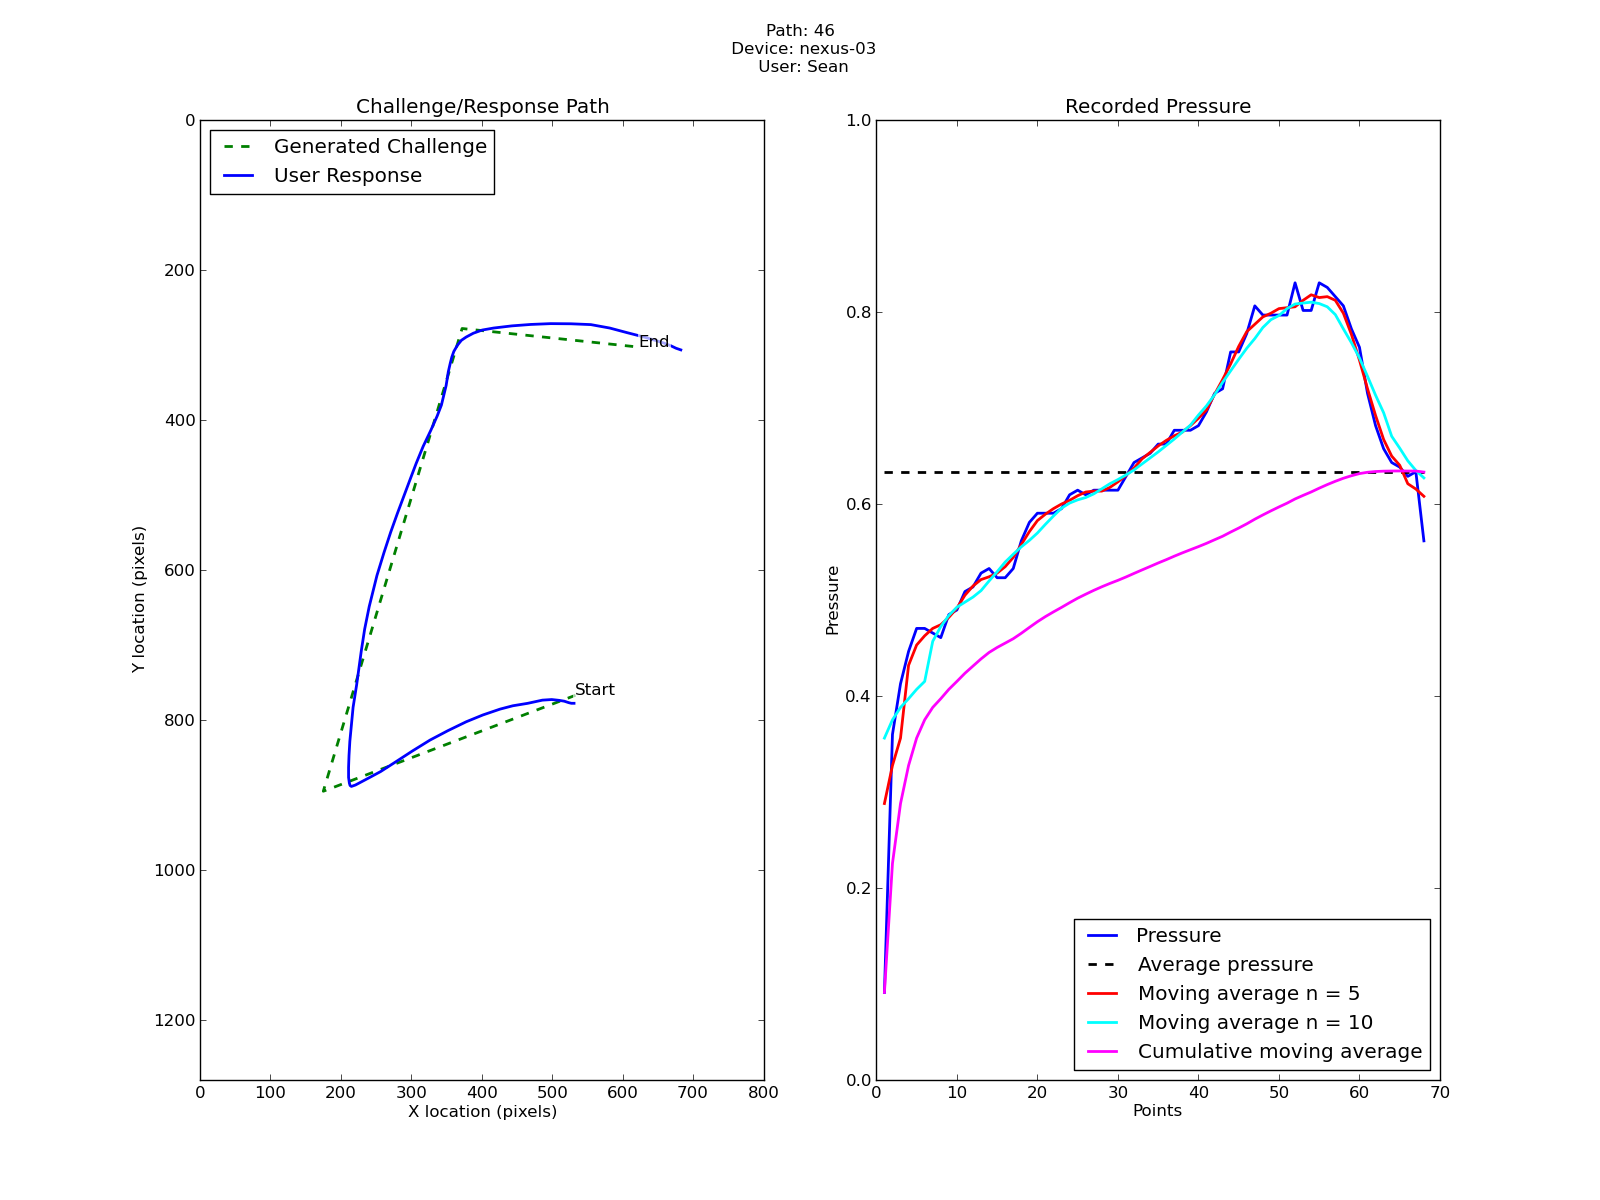 Path: 46
Device: nexus-03
User: Sean
Challenge/Response Path
0
200
400
600
800
1000
1200
Y location (pixels)
Generated Challenge
User Response
End
Start
0 100 200 300 400 500 600 700 800
X location (pixels)
Recorded Pressure
1.0
0.8
0.6
0.4
0.2
0.0
Pressure
Pressure
Average pressure
Moving average n = 5
Moving average n = 10
Cumulative moving average
0 10 20 30 40 50 60 70
Points